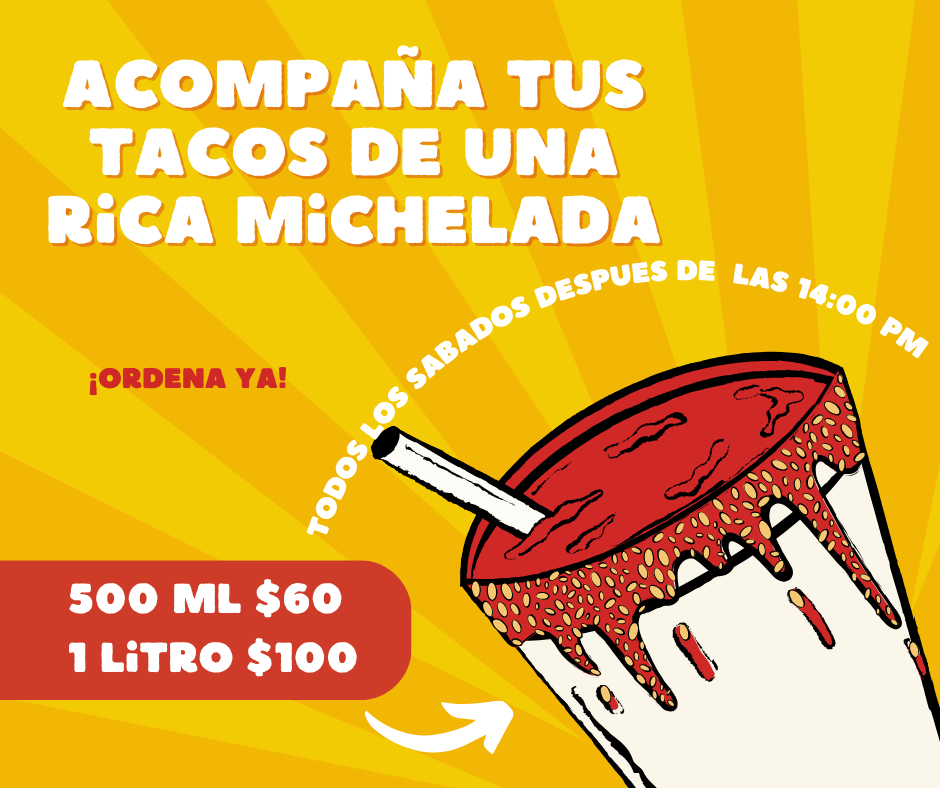 ACOMPAÑA TUS
TACOS DE UNA
RiCA MiCHELADA
TODOS LOS SABADOS DESPUES DE LAS 14:00 PM
¡ORDENA YA!
500 ML $60
1 LiTRO $100